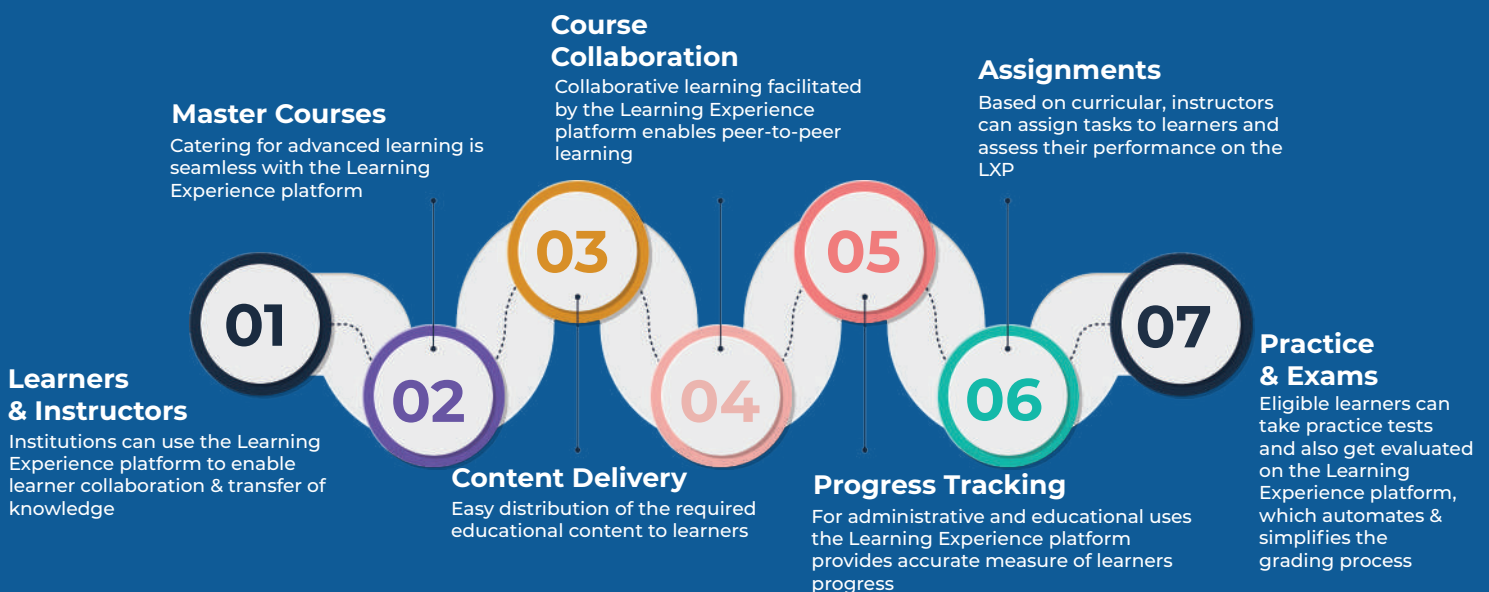 01
Learners
& Instructors
Institutions can use the Learning
Experience platform to enable
learner collaboration & transfer of
knowledge
02
Master Courses
Catering for advanced learning is
seamless with the Learning
Experience platform
03
Content Delivery
Easy distribution of the required
educational content to learners
04
Course
Collaboration
Collaborative learning facilitated
by the Learning Experience
platform enables peer-to-peer
learning
05
Progress Tracking
For administrative and educational uses
the Learning Experience platform
provides accurate measure of learners
progress
06
Assignments
Based on curricular, instructors
can assign tasks to learners and
assess their performance on the
LXP
07
Practice
& Exams
Eligible learners can
take practice tests
and also get evaluated
on the Learning
Experience platform,
which automates &
simplifies the
grading process